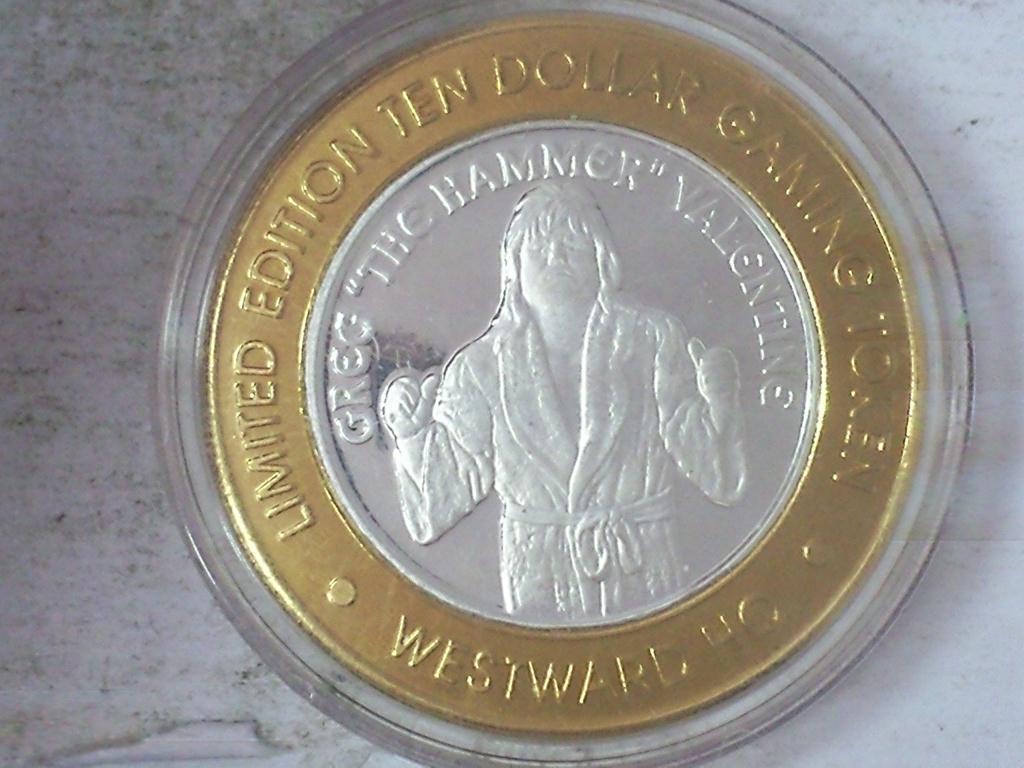 LIMITED EDITION TEN DOLLAR GAMING TOKEN
GREG "THE HAMMER" VALENTINE
WESTWARD HO